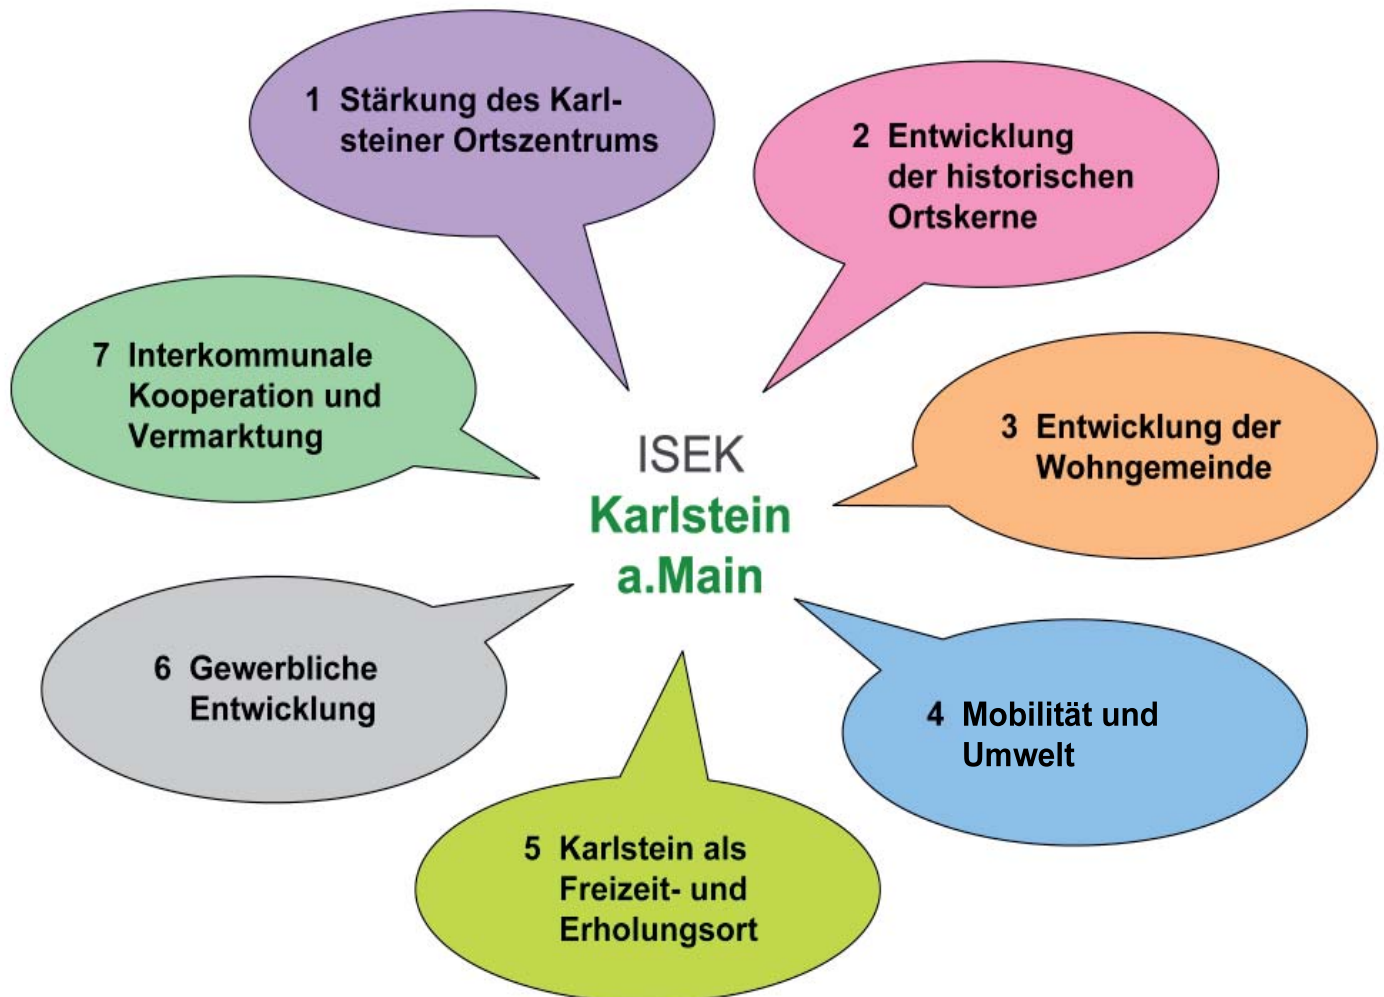 1 Stärkung des Karl-
steiner Ortszentrums
2 Entwicklung
der historischen
Ortskerne
3 Entwicklung der
Wohngemeinde
4 Mobilität und
Umwelt
5 Karlstein als
Freizeit- und
Erholungsort
6 Gewerbliche
Entwicklung
7 Interkommunale
Kooperation und
Vermarktung
ISEK
Karlstein
a.Main